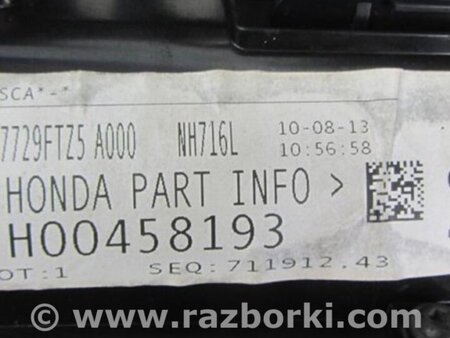 SCA*-*
7729FTZ5 A000 NH716L 10-08-13
10:56:58
HONDA PART INFO >
H00458193
OT:1 SEQ:711912.43
www.razborki.com